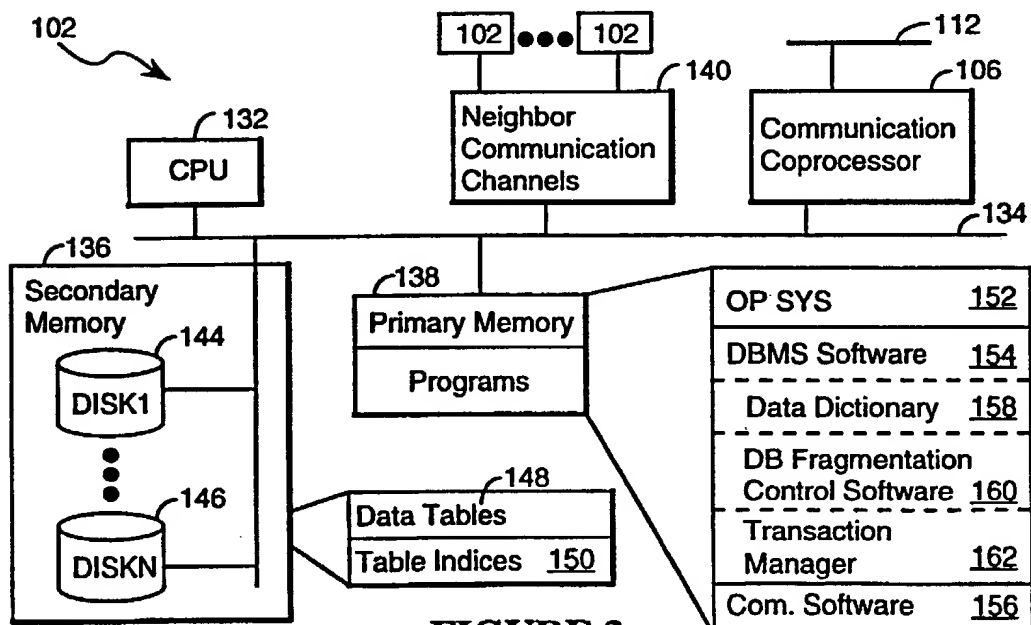 102
102 102
112
140
106
132
Neighbor
Communication
Channels
Communication
Coprocessor
CPU
134
136
138
Secondary
Memory
144
DISK1
146
DISKN
Primary Memory
Programs
148
Data Tables
Table Indices 150
OP SYS 152
DBMS Software 154
Data Dictionary 158
DB Fragmentation
Control Software 160
Transaction
Manager 162
Com. Software 156